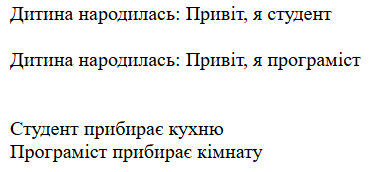 Дитина народилась: Привіт, я студент
Дитина народилась: Привіт, я програміст
Студент прибирає кухню
Програміст прибирає кімнату